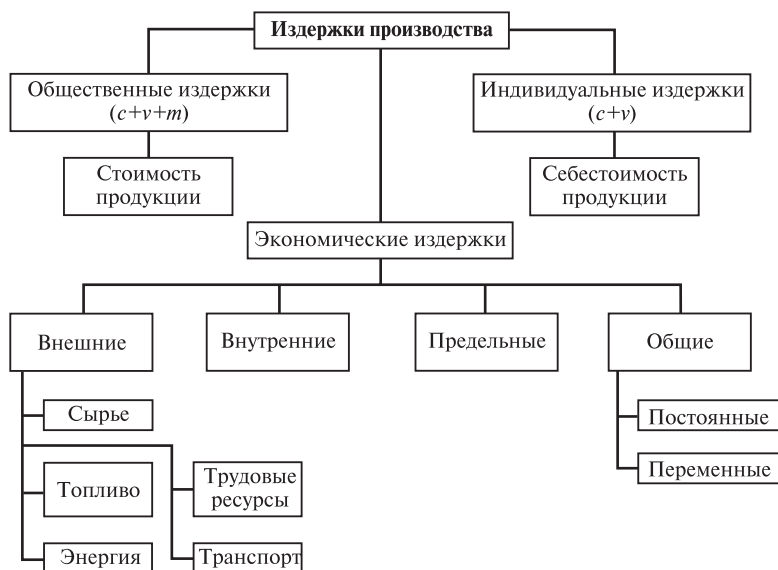 Издержки производства
Общественные издержки
(c+v+m)
Индивидуальные издержки
(c+v)
Стоимость
продукции
Себестоимость
продукции
Экономические издержки
Внешние
Внутренние
Предельные
Общие
Сырье
Постоянные
Топливо
Трудовые
ресурсы
Переменные
Энергия
Транспорт